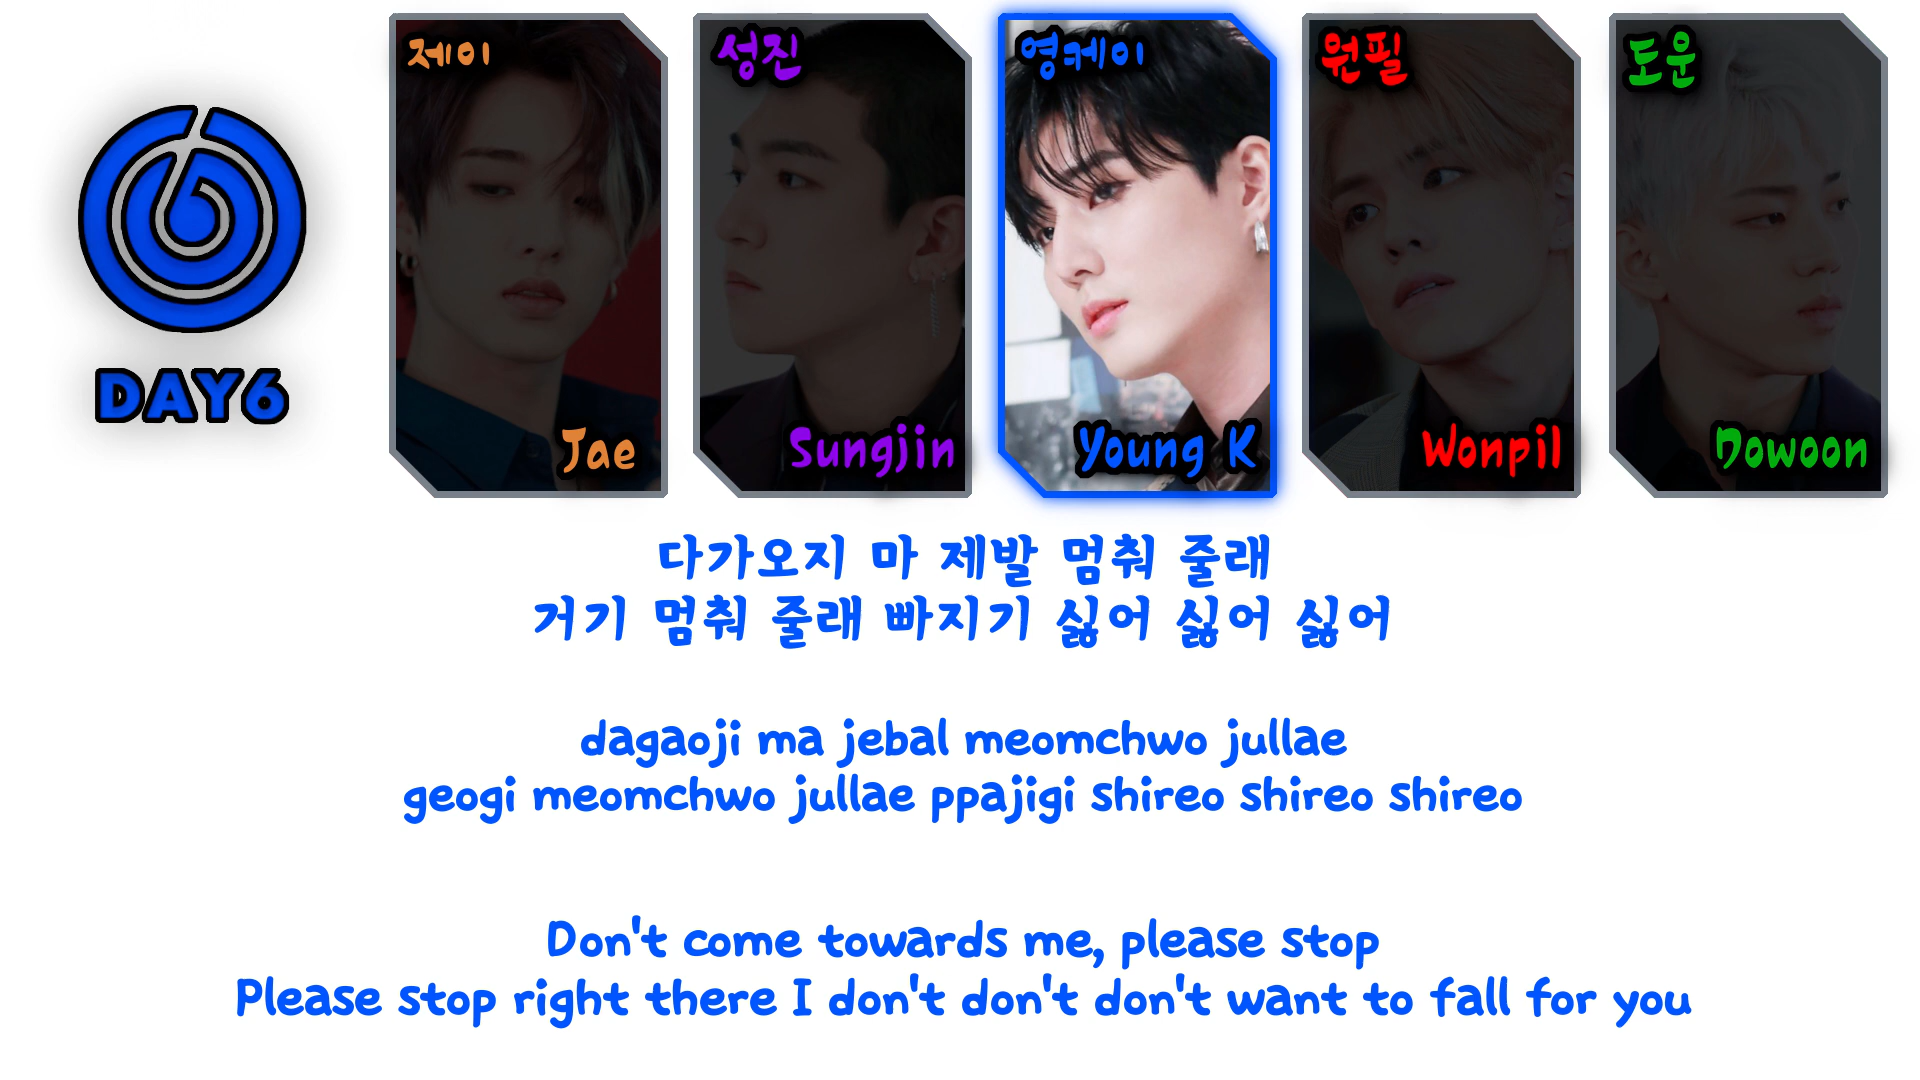 제이
성진
영케이
원필
도운
DAY6
Jae
Sungjin
Young K
Wonpil
Dowoon
다가오지 마 제발 멈춰 줄래
거기 멈춰 줄래 빠지기 싫어 싫어 싫어
dagaoji ma jebal meomchwo jullae
geogi meomchwo jullae ppajigi shireo shireo shireo
Don't come towards me, please stop
Please stop right there I don't don't don't want to fall for you